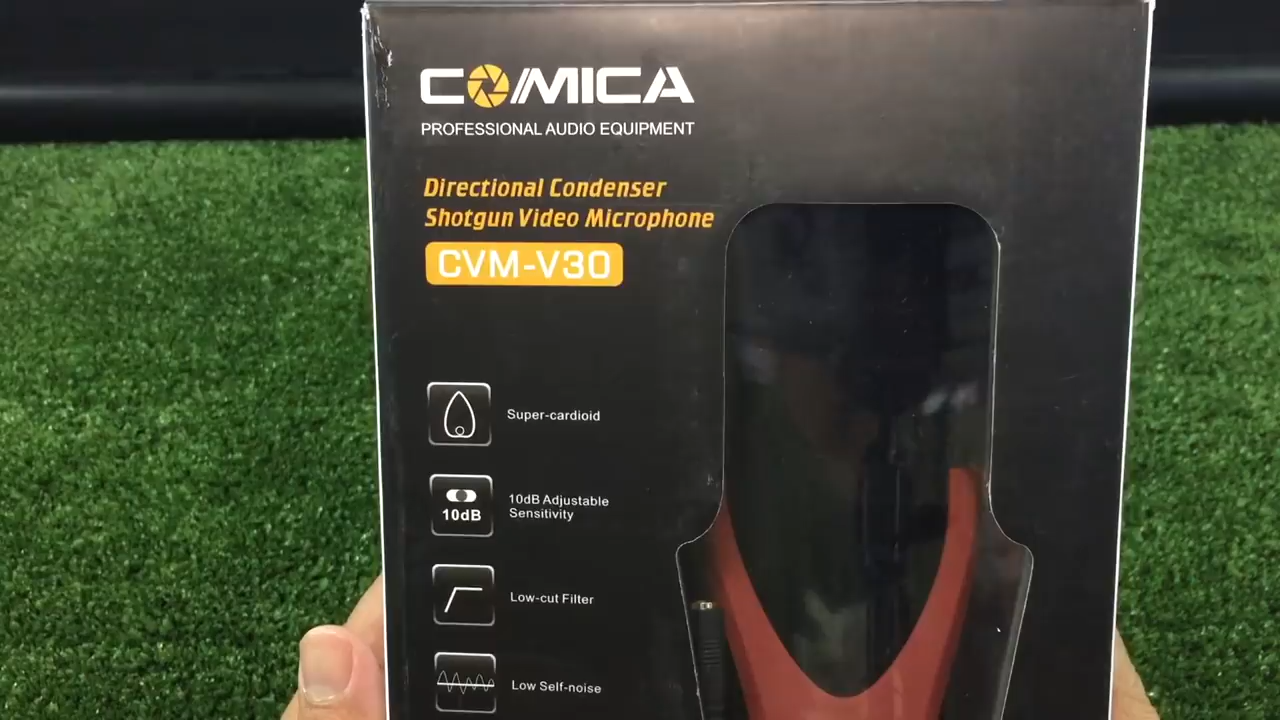 COMICA
PROFESSIONAL AUDIO EQUIPMENT
Directional Condenser
Shotgun Video Microphone
CVM-V30
Super-cardioid
10dB
10dB Adjustable
Sensitivity
Low-cut Filter
Low Self-noise